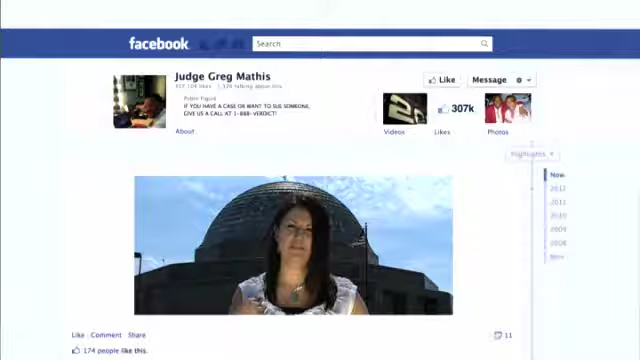 facebook
Search
Judge Greg Mathis
Like
Message
Public Figure
IF YOU HAVE A CASE OR WANT TO SUE SOMEONE,
GIVE US A CALL AT 1-888-VERDICT!
About
307k
Videos
Likes
Photos
Highlights
Now
2012
2011
2010
2009
2008
Like Comment Share
11
174 people like this.